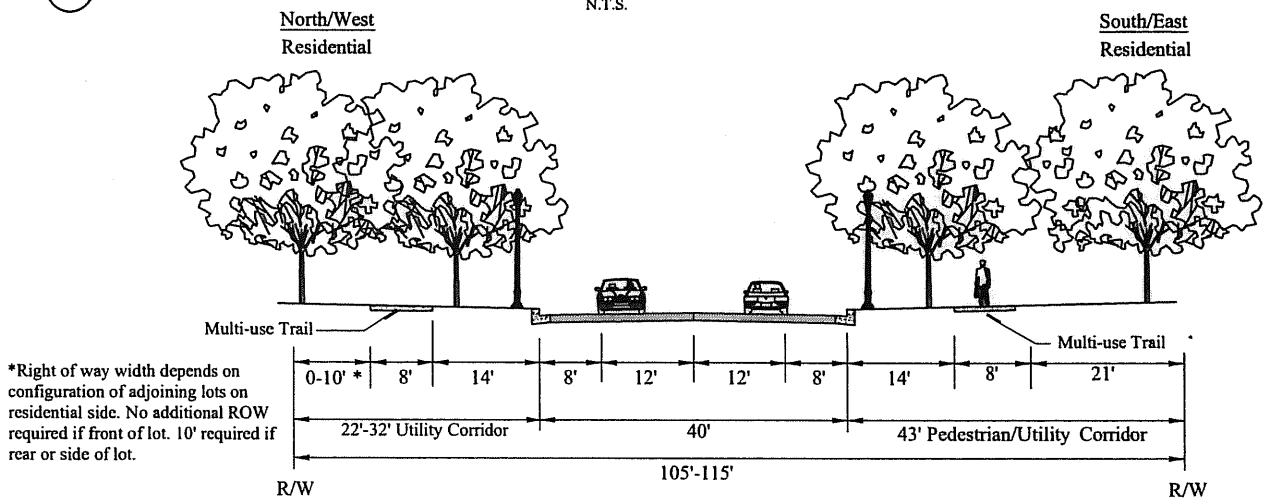 N.T.S.
North/West
Residential
South/East
Residential
Multi-use Trail
Multi-use Trail
*Right of way width depends on
configuration of adjoining lots on
residential side. No additional ROW
required if front of lot. 10' required if
rear or side of lot.
0-10' * 8' 14' 8' 12' 12' 8' 14' 8' 21'
22'-32' Utility Corridor 40' 43' Pedestrian/Utility Corridor
105'-115'
R/W R/W